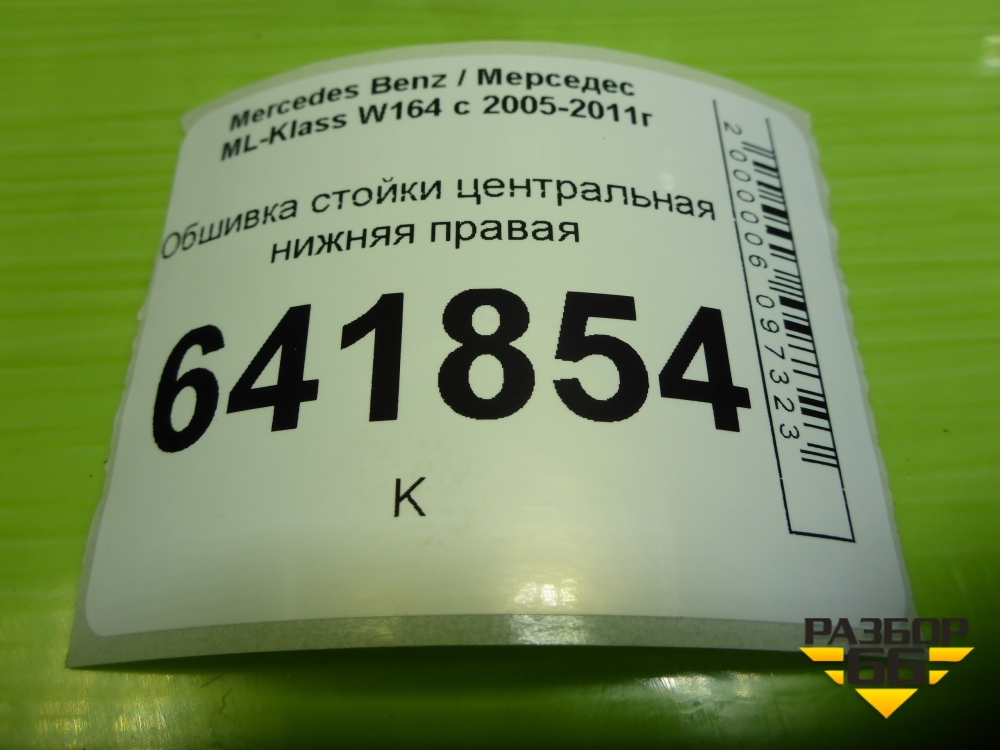 Mercedes Benz / Мерседес
ML-Klass W164 с 2005-2011г
Обшивка стойки центральная
нижняя правая
641854
К
2000006097323
РАЗБОР
66